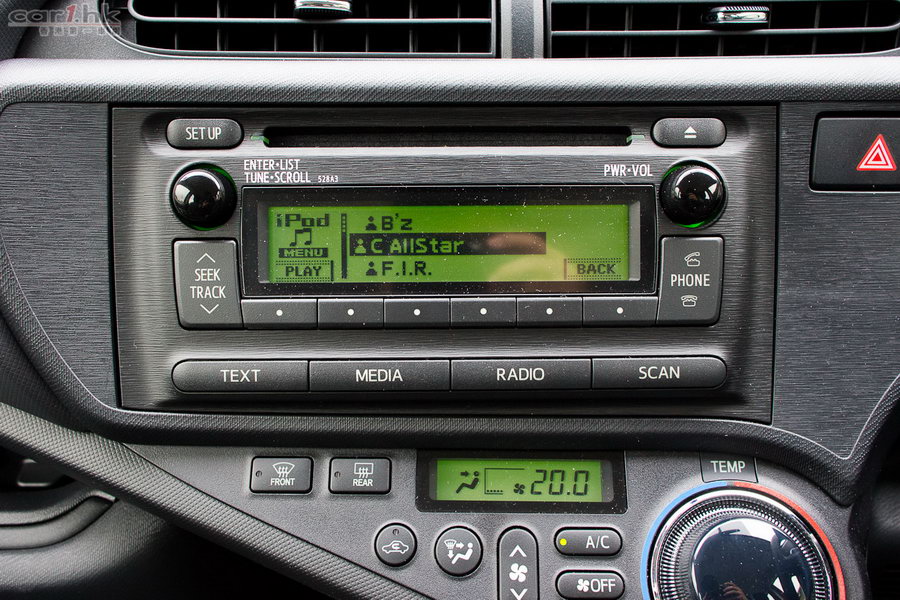 car1.hk
SET UP
ENTER•LIST
TUNE•SCROLL 528A3
PWR•VOL
iPod
MENU
PLAY
B'z
C AllStar
F.I.R.
BACK
SEEK
TRACK
PHONE
TEXT
MEDIA
RADIO
SCAN
FRONT
REAR
20.0
TEMP
A/C
OFF